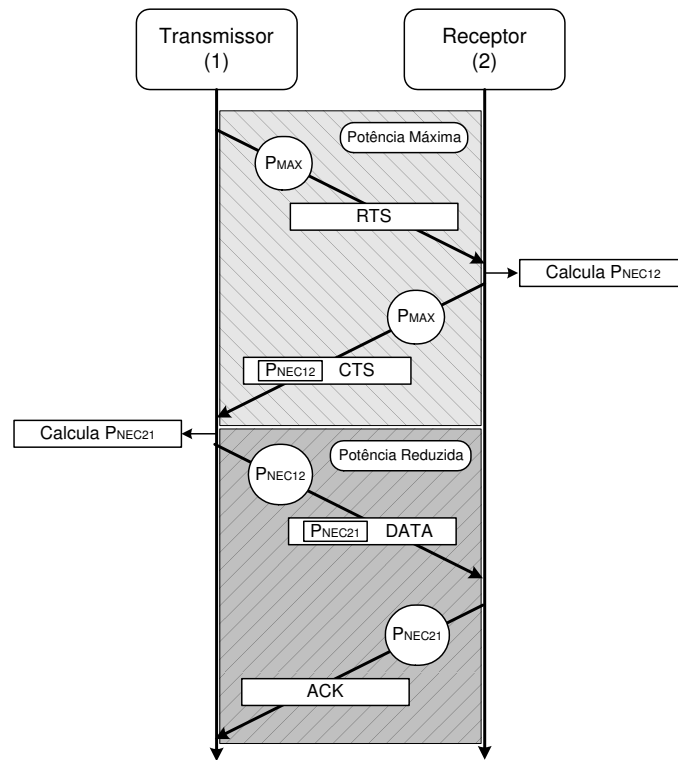 Transmissor
(1)
Receptor
(2)
Potência Máxima
PMAX
RTS
Calcula PNEC12
PMAX
PNEC12 CTS
Calcula PNEC21
Potência Reduzida
PNEC12
PNEC21 DATA
PNEC21
ACK